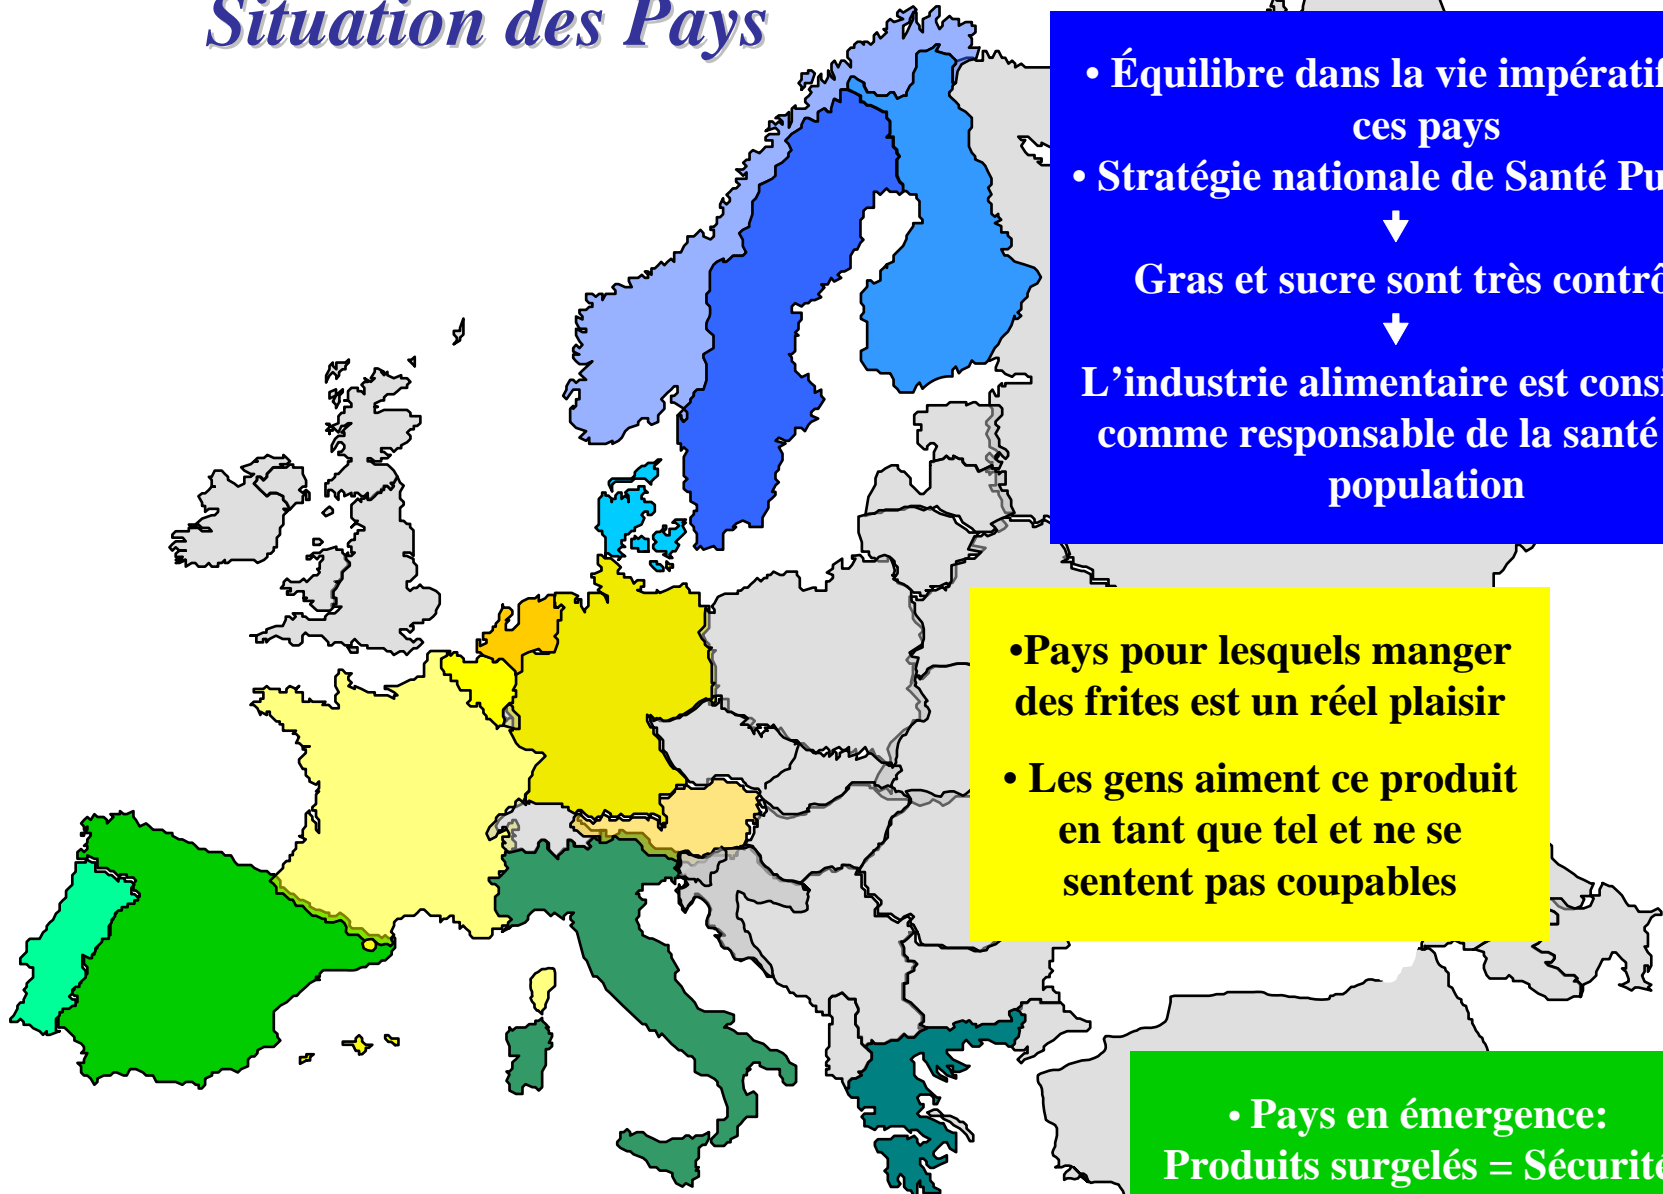 Situation des Pays
• Équilibre dans la vie impératif
ces pays
• Stratégie nationale de Santé Pu
Gras et sucre sont très contrô
L’industrie alimentaire est consi
comme responsable de la santé
population
•Pays pour lesquels manger
des frites est un réel plaisir
• Les gens aiment ce produit
en tant que tel et ne se
sentent pas coupables
• Pays en émergence:
Produits surgelés = Sécurité